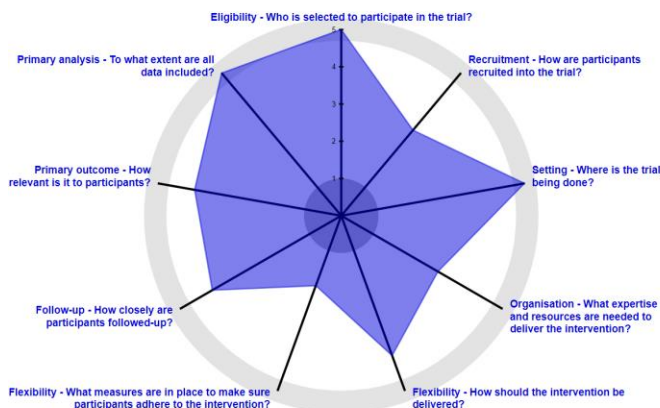 Eligibility - Who is selected to participate in the trial?
Primary analysis - To what extent are all
data included?
Recruitment - How are participants
recruited into the trial?
5
4
3
2
1
Primary outcome - How
relevant is it to participants?
Setting - Where is the trial
being done?
Follow-up - How closely are
participants followed-up?
Organisation - What expertise
and resources are needed to
deliver the intervention?
Flexibility - What measures are in place to make sure
participants adhere to the intervention?
Flexibility - How should the intervention be
delivered?